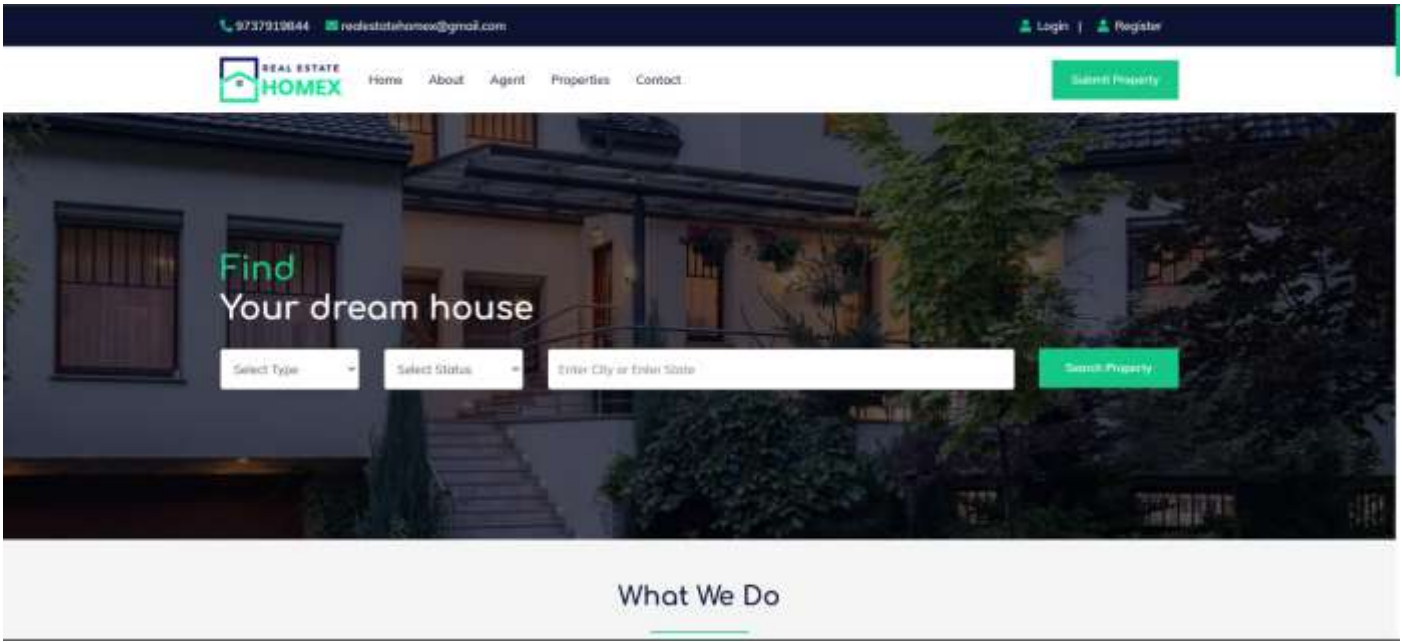 9737919844 realestatehomex@gmail.com Login | Register
REAL ESTATE
HOMEX Home About Agent Properties Contact Submit Property
Find
Your dream house
Select Type Select Status Enter City or Enter State Search Property
What We Do